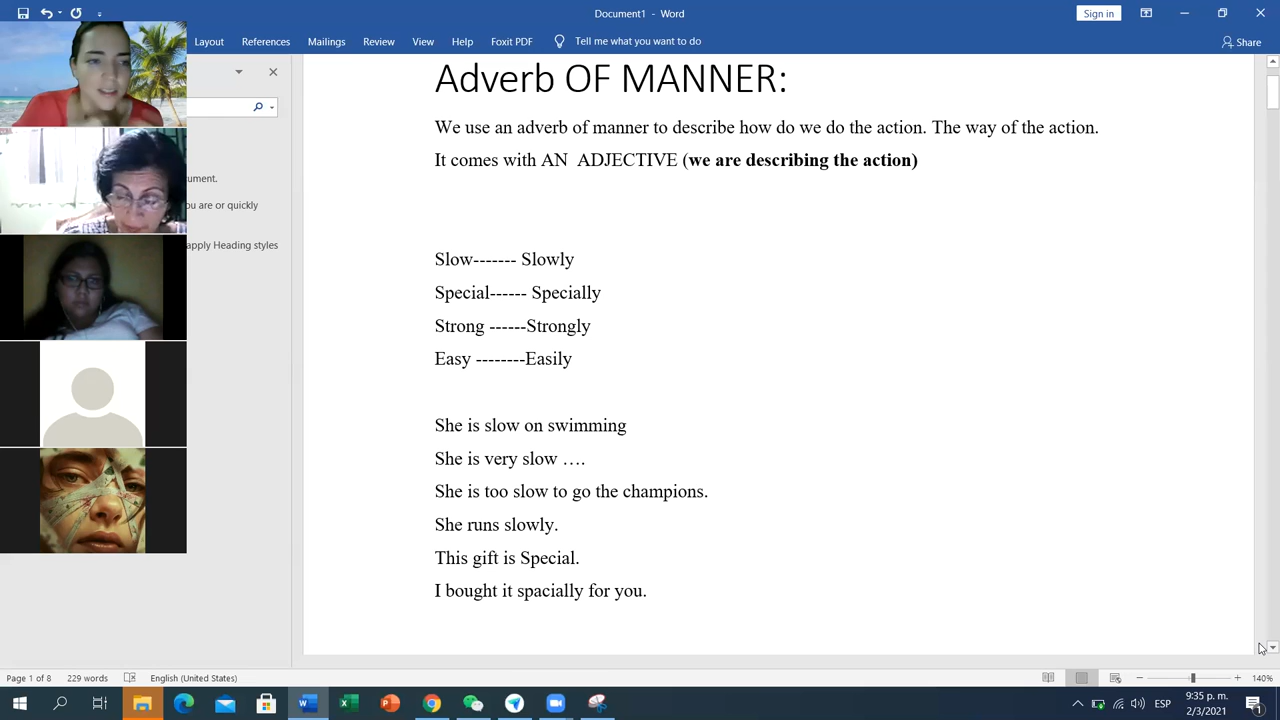 Document1 - Word
Sign in
Layout References Mailings Review View Help Foxit PDF Tell me what you want to do Share
Adverb OF MANNER:
We use an adverb of manner to describe how do we do the action. The way of the action.
It comes with AN ADJECTIVE (we are describing the action)
ument.
ou are or quickly
apply Heading styles
Slow------- Slowly
Special------ Specially
Strong ------Strongly
Easy --------Easily
She is slow on swimming
She is very slow ….
She is too slow to go the champions.
She runs slowly.
This gift is Special.
I bought it spacially for you.
Page 1 of 8 229 words English (United States) 140%
ESP
9:35 p. m.
2/3/2021